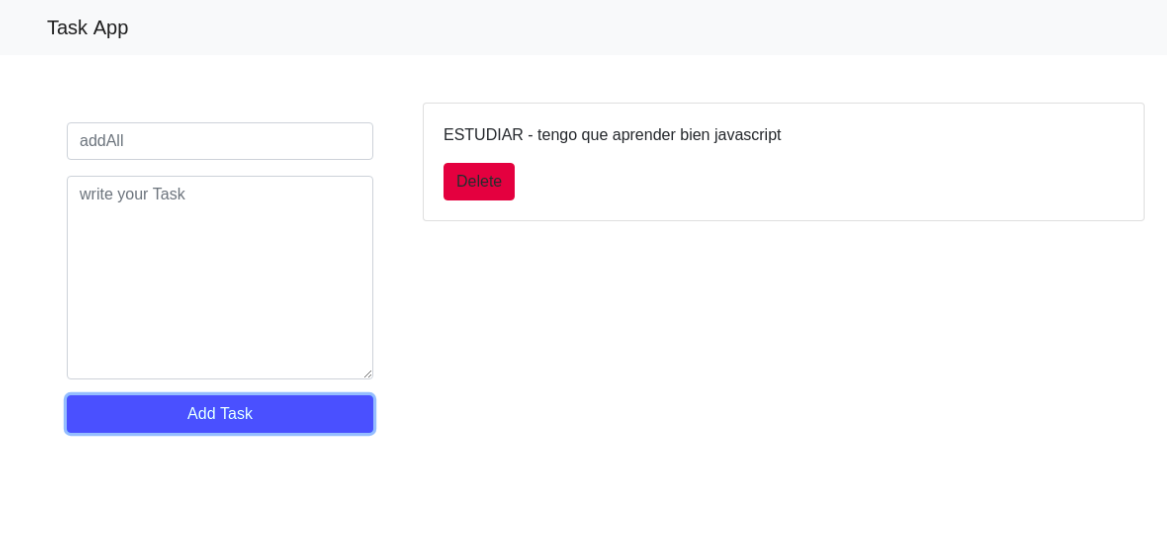 Task App
addAll
write your Task
Add Task
ESTUDIAR - tengo que aprender bien javascript
Delete